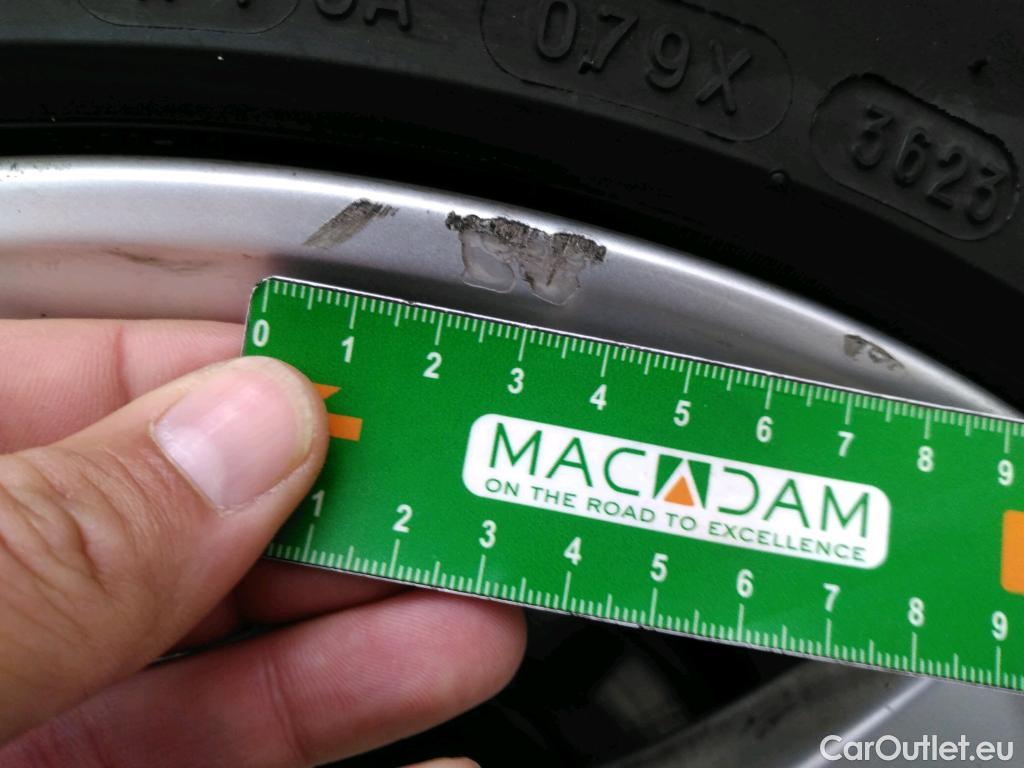 079X
3623
0 1 2 3 4 5 6 7 8 9
MACADAM
ON THE ROAD TO EXCELLENCE
1 2 3 4 5 6 7 8 9
CarOutlet.eu